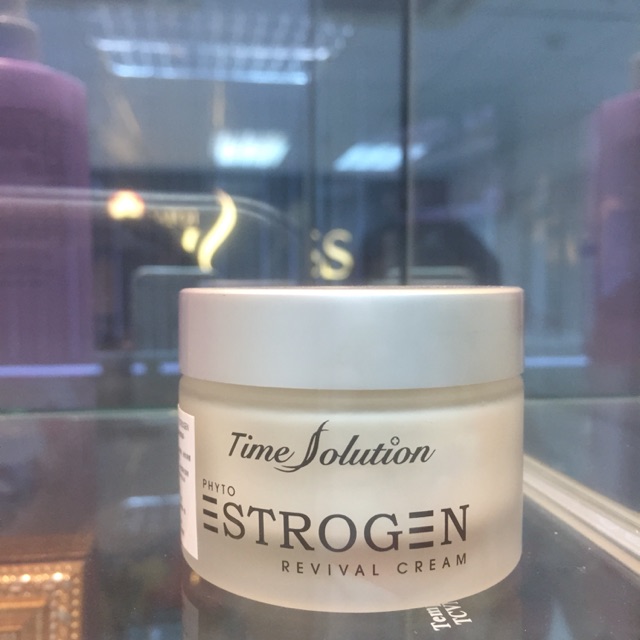 Time Solution
PHYTO
ESTROGEN
REVIVAL CREAM